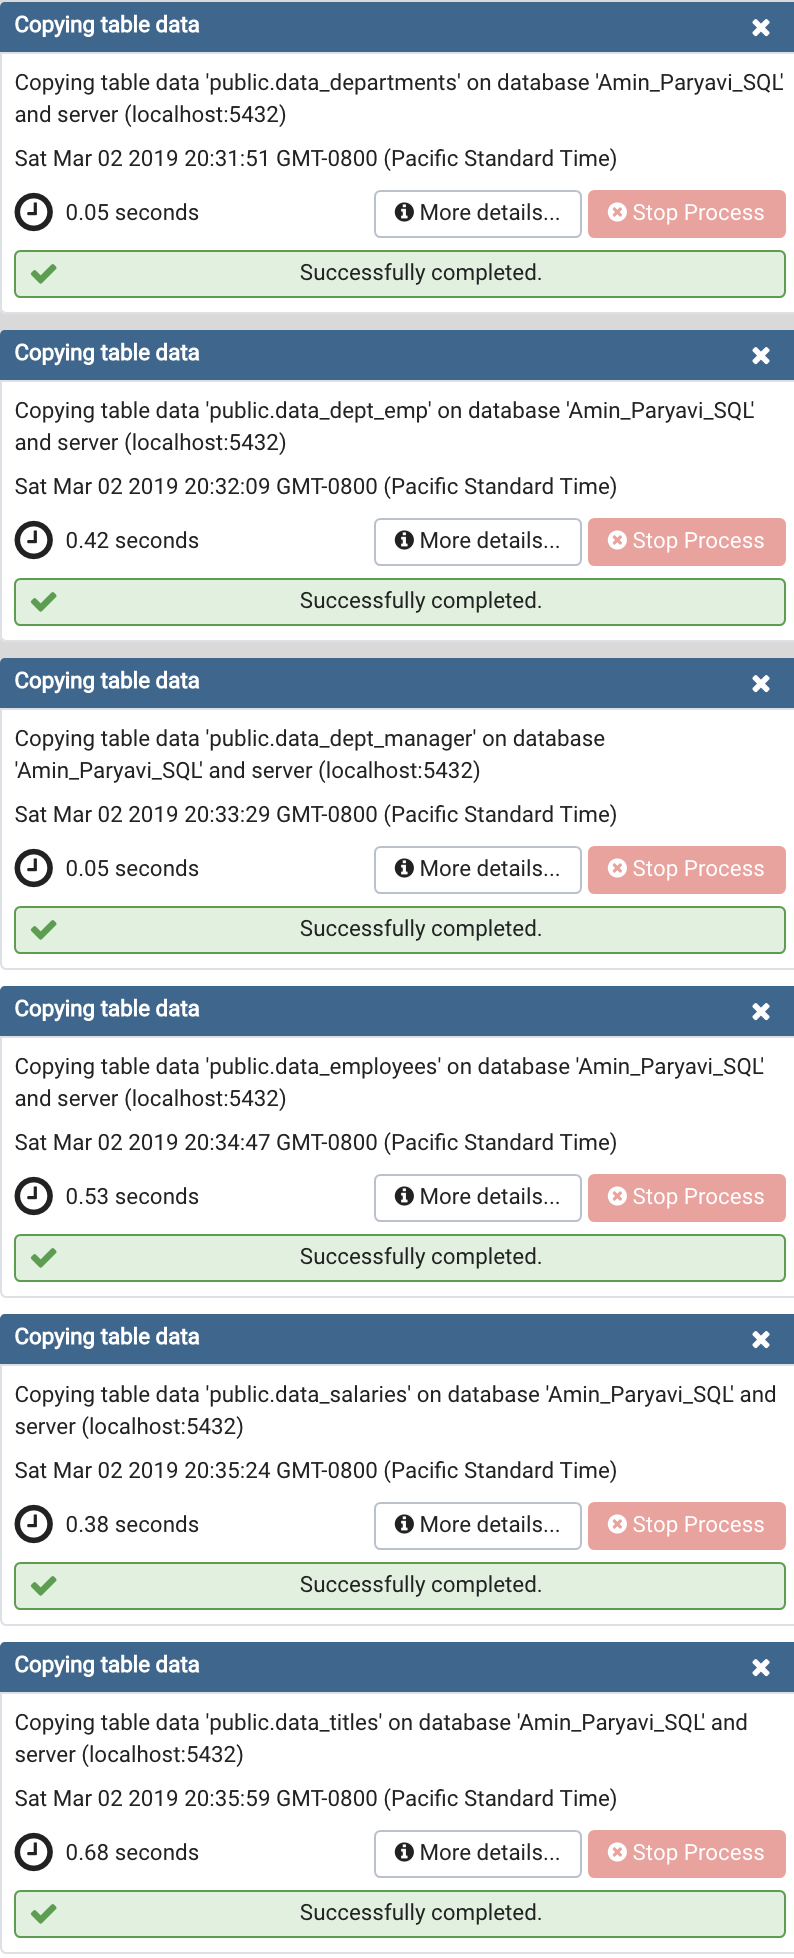 Copying table data
Copying table data 'public.data_departments' on database 'Amin_Paryavi_SQL'
and server (localhost:5432)
Sat Mar 02 2019 20:31:51 GMT-0800 (Pacific Standard Time)
0.05 seconds More details... Stop Process
Successfully completed.
Copying table data
Copying table data 'public.data_dept_emp' on database 'Amin_Paryavi_SQL'
and server (localhost:5432)
Sat Mar 02 2019 20:32:09 GMT-0800 (Pacific Standard Time)
0.42 seconds More details... Stop Process
Successfully completed.
Copying table data
Copying table data 'public.data_dept_manager' on database
'Amin_Paryavi_SQL' and server (localhost:5432)
Sat Mar 02 2019 20:33:29 GMT-0800 (Pacific Standard Time)
0.05 seconds More details... Stop Process
Successfully completed.
Copying table data
Copying table data 'public.data_employees' on database 'Amin_Paryavi_SQL'
and server (localhost:5432)
Sat Mar 02 2019 20:34:47 GMT-0800 (Pacific Standard Time)
0.53 seconds More details... Stop Process
Successfully completed.
Copying table data
Copying table data 'public.data_salaries' on database 'Amin_Paryavi_SQL' and
server (localhost:5432)
Sat Mar 02 2019 20:35:24 GMT-0800 (Pacific Standard Time)
0.38 seconds More details... Stop Process
Successfully completed.
Copying table data
Copying table data 'public.data_titles' on database 'Amin_Paryavi_SQL' and
server (localhost:5432)
Sat Mar 02 2019 20:35:59 GMT-0800 (Pacific Standard Time)
0.68 seconds More details... Stop Process
Successfully completed.